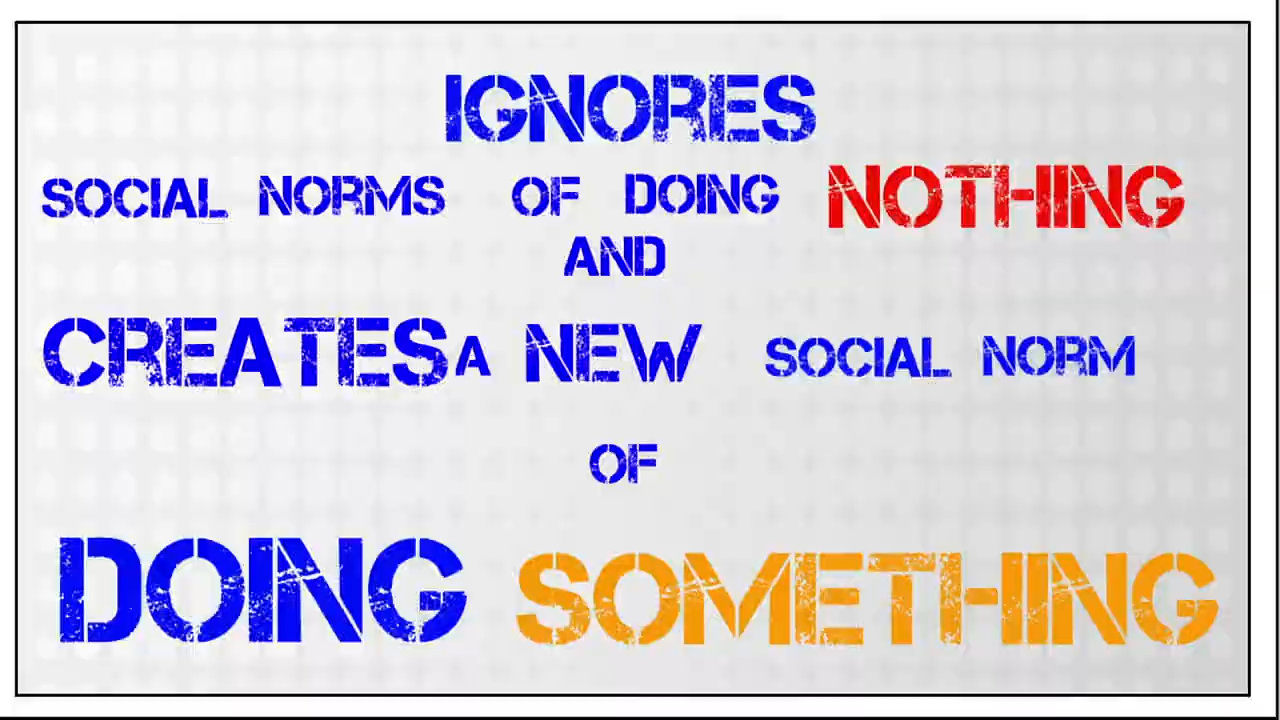 IGNORES
SOCIAL NORMS OF DOING NOTHING
AND
CREATES A NEW SOCIAL NORM
OF
DOING SOMETHING